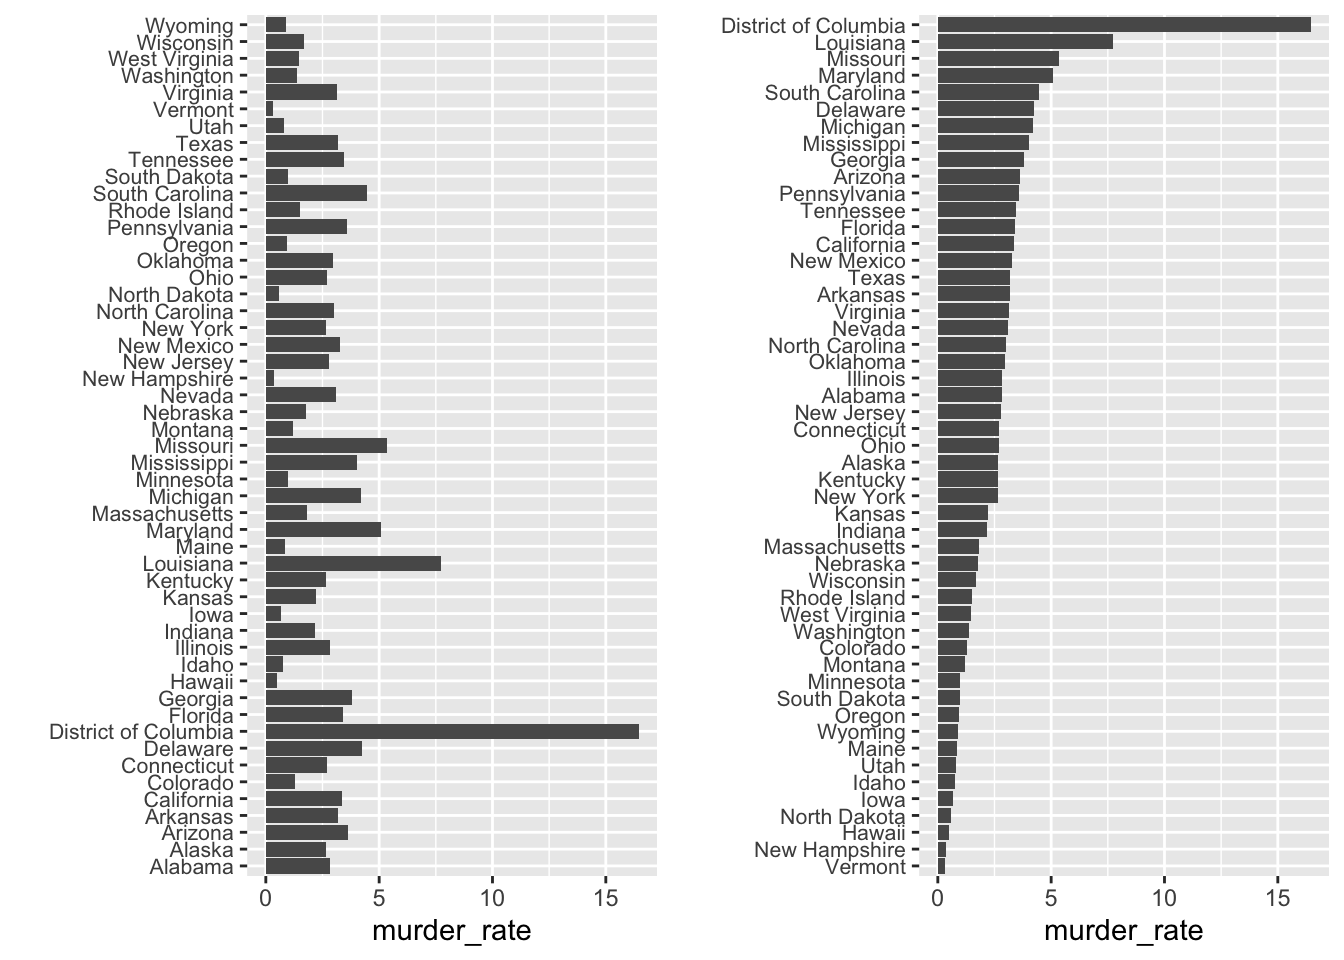 Wyoming
Wisconsin
West Virginia
Washington
Virginia
Vermont
Utah
Texas
Tennessee
South Dakota
South Carolina
Rhode Island
Pennsylvania
Oregon
Oklahoma
Ohio
North Dakota
North Carolina
New York
New Mexico
New Jersey
New Hampshire
Nevada
Nebraska
Montana
Missouri
Mississippi
Minnesota
Michigan
Massachusetts
Maryland
Maine
Louisiana
Kentucky
Kansas
Iowa
Indiana
Illinois
Idaho
Hawaii
Georgia
Florida
District of Columbia
Delaware
Connecticut
Colorado
California
Arkansas
Arizona
Alaska
Alabama
0 5 10 15
murder_rate
District of Columbia
Louisiana
Missouri
Maryland
South Carolina
Delaware
Michigan
Mississippi
Georgia
Arizona
Pennsylvania
Tennessee
Florida
California
New Mexico
Texas
Arkansas
Virginia
Nevada
North Carolina
Oklahoma
Illinois
Alabama
New Jersey
Connecticut
Ohio
Alaska
Kentucky
New York
Kansas
Indiana
Massachusetts
Nebraska
Wisconsin
Rhode Island
West Virginia
Washington
Colorado
Montana
Minnesota
South Dakota
Oregon
Wyoming
Maine
Utah
Idaho
Iowa
North Dakota
Hawaii
New Hampshire
Vermont
0 5 10 15
murder_rate